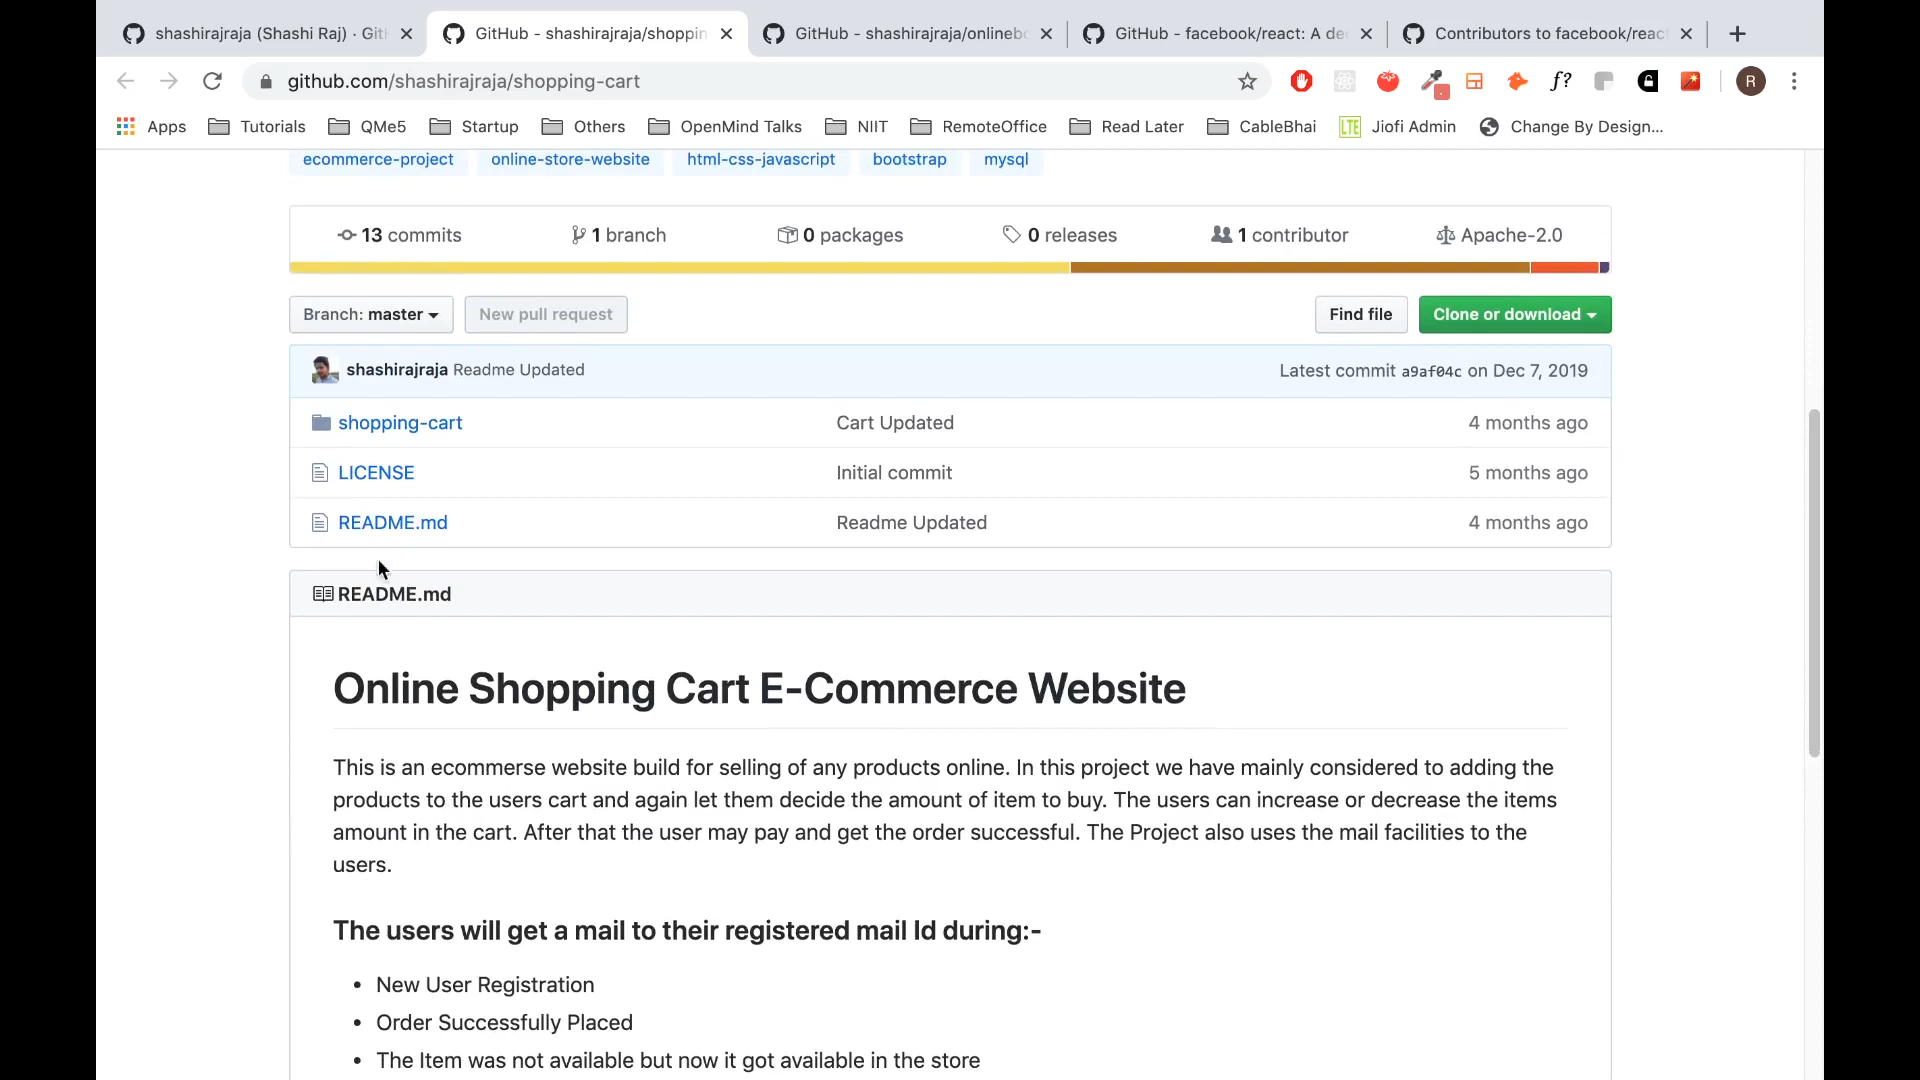 shashirajraja (Shashi Raj) · Git
GitHub - shashirajraja/shoppin
GitHub - shashirajraja/onlinebo
GitHub - facebook/react: A dec
Contributors to facebook/react
github.com/shashirajraja/shopping-cart
f?
R
Apps
Tutorials
QMe5
Startup
Others
OpenMind Talks
NIIT
RemoteOffice
Read Later
CableBhai
LTE
Jiofi Admin
Change By Design...
ecommerce-project
online-store-website
html-css-javascript
bootstrap
mysql
13 commits
1 branch
0 packages
0 releases
1 contributor
Apache-2.0
Branch: master
New pull request
Find file
Clone or download
shashirajraja Readme Updated
Latest commit a9af04c on Dec 7, 2019
shopping-cart
Cart Updated
4 months ago
LICENSE
Initial commit
5 months ago
README.md
Readme Updated
4 months ago
README.md
Online Shopping Cart E-Commerce Website
This is an ecommerse website build for selling of any products online. In this project we have mainly considered to adding the
products to the users cart and again let them decide the amount of item to buy. The users can increase or decrease the items
amount in the cart. After that the user may pay and get the order successful. The Project also uses the mail facilities to the
users.
The users will get a mail to their registered mail Id during:-
• New User Registration
• Order Successfully Placed
• The Item was not available but now it got available in the store